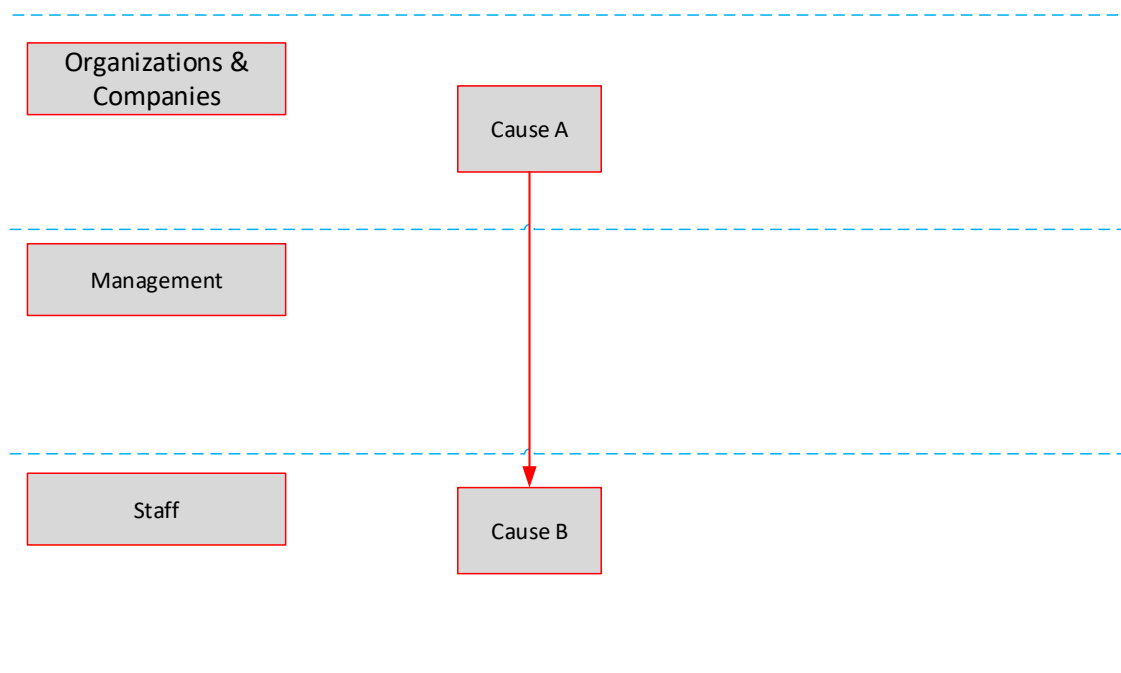 Organizations &
Companies
Cause A
Management
Staff
Cause B